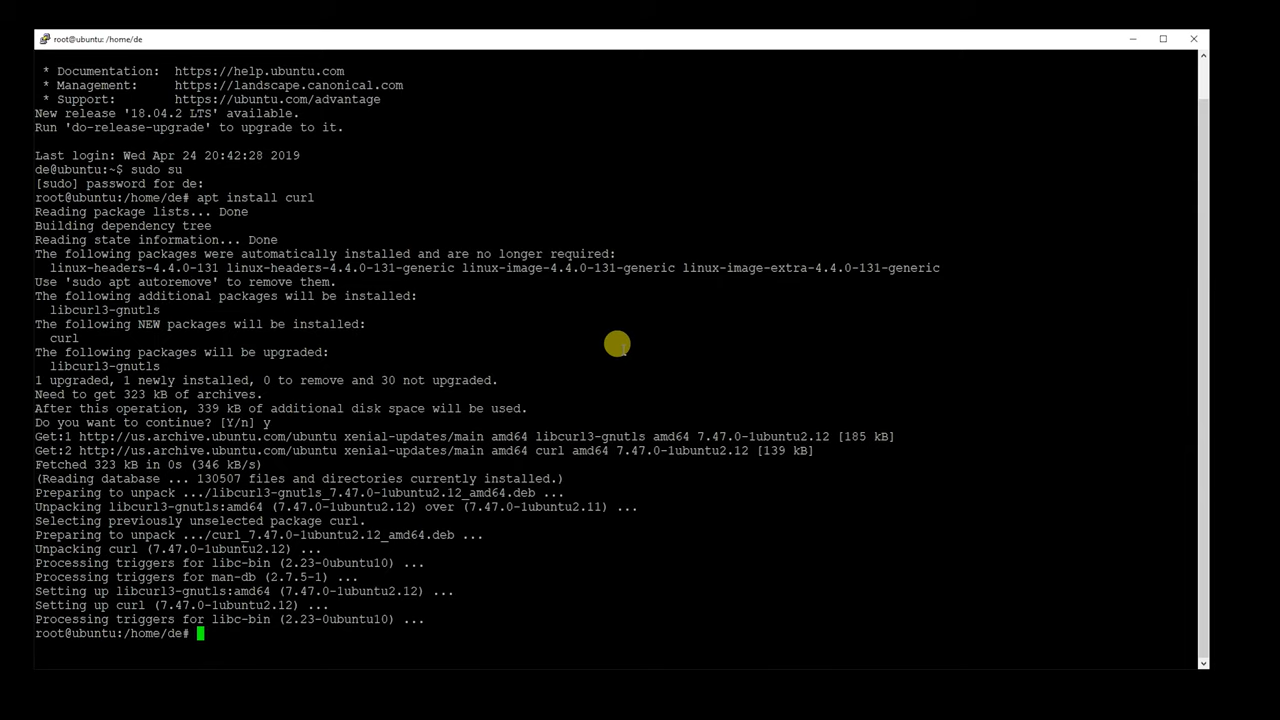 root@ubuntu: /home/de
* Documentation:  https://help.ubuntu.com
* Management:     https://landscape.canonical.com
* Support:        https://ubuntu.com/advantage
New release '18.04.2 LTS' available.
Run 'do-release-upgrade' to upgrade to it.
Last login: Wed Apr 24 20:42:28 2019
de@ubuntu:~$ sudo su
[sudo] password for de:
root@ubuntu:/home/de# apt install curl
Reading package lists... Done
Building dependency tree
Reading state information... Done
The following packages were automatically installed and are no longer required:
linux-headers-4.4.0-131 linux-headers-4.4.0-131-generic linux-image-4.4.0-131-generic linux-image-extra-4.4.0-131-generic
Use 'sudo apt autoremove' to remove them.
The following additional packages will be installed:
libcurl3-gnutls
The following NEW packages will be installed:
curl
The following packages will be upgraded:
libcurl3-gnutls
1 upgraded, 1 newly installed, 0 to remove and 30 not upgraded.
Need to get 323 kB of archives.
After this operation, 339 kB of additional disk space will be used.
Do you want to continue? [Y/n] y
Get:1 http://us.archive.ubuntu.com/ubuntu xenial-updates/main amd64 libcurl3-gnutls amd64 7.47.0-1ubuntu2.12 [185 kB]
Get:2 http://us.archive.ubuntu.com/ubuntu xenial-updates/main amd64 curl amd64 7.47.0-1ubuntu2.12 [139 kB]
Fetched 323 kB in 0s (346 kB/s)
(Reading database ... 130507 files and directories currently installed.)
Preparing to unpack .../libcurl3-gnutls_7.47.0-1ubuntu2.12_amd64.deb ...
Unpacking libcurl3-gnutls:amd64 (7.47.0-1ubuntu2.12) over (7.47.0-1ubuntu2.11) ...
Selecting previously unselected package curl.
Preparing to unpack .../curl_7.47.0-1ubuntu2.12_amd64.deb ...
Unpacking curl (7.47.0-1ubuntu2.12) ...
Processing triggers for libc-bin (2.23-0ubuntu10) ...
Processing triggers for man-db (2.7.5-1) ...
Setting up libcurl3-gnutls:amd64 (7.47.0-1ubuntu2.12) ...
Setting up curl (7.47.0-1ubuntu2.12) ...
Processing triggers for libc-bin (2.23-0ubuntu10) ...
root@ubuntu:/home/de#